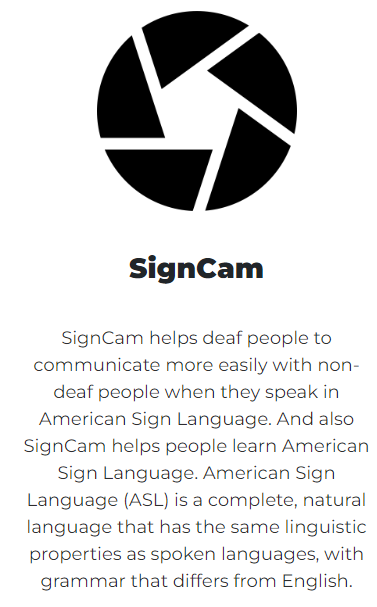 SignCam
SignCam helps deaf people to
communicate more easily with non-
deaf people when they speak in
American Sign Language. And also
SignCam helps people learn American
Sign Language. American Sign
Language (ASL) is a complete, natural
language that has the same linguistic
properties as spoken languages, with
grammar that differs from English.